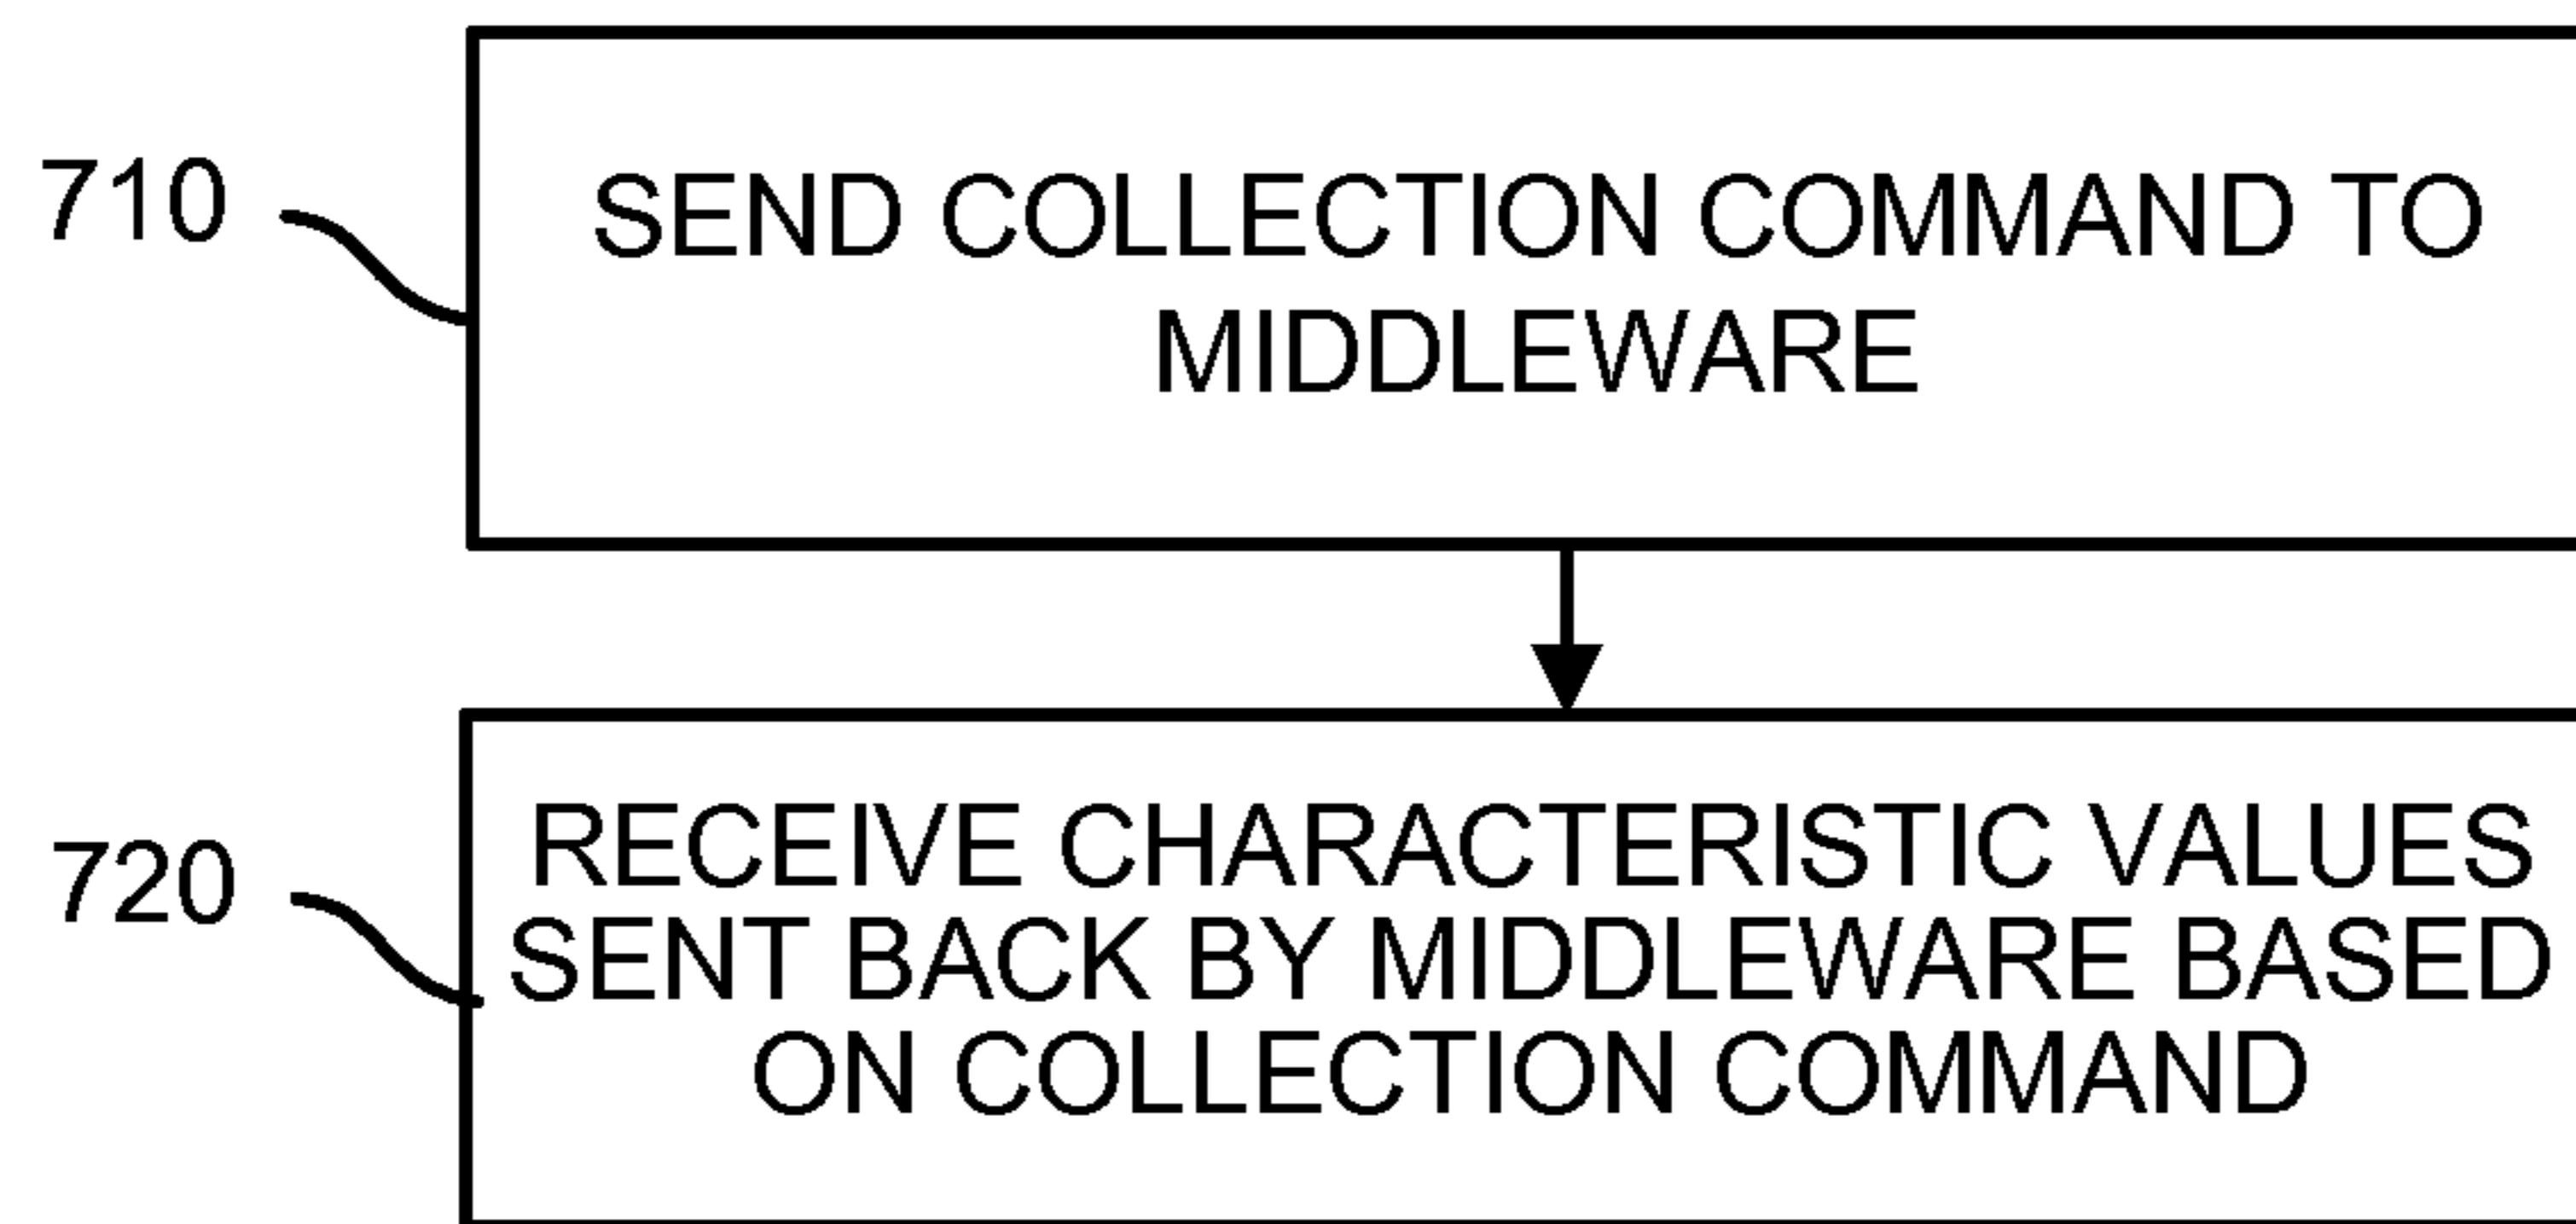 710
SEND COLLECTION COMMAND TO
MIDDLEWARE
720
RECEIVE CHARACTERISTIC VALUES
SENT BACK BY MIDDLEWARE BASED
ON COLLECTION COMMAND